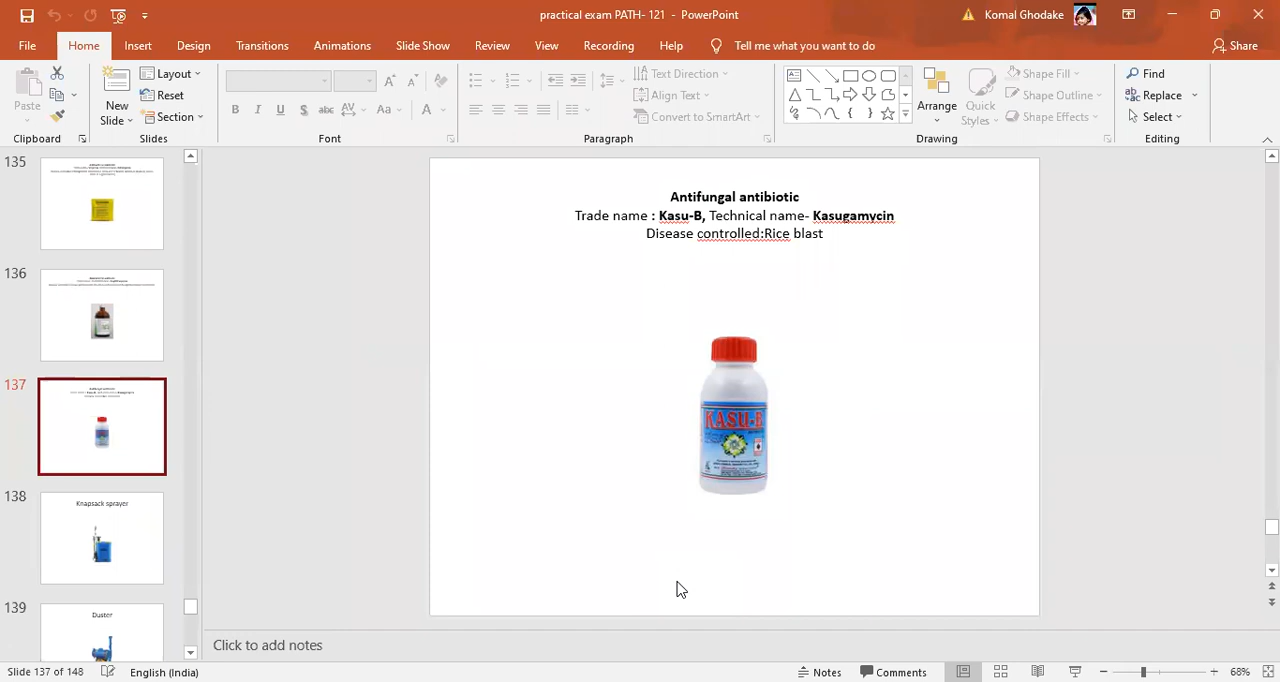 practical exam PATH- 121 - PowerPoint
Komal Ghodake
File Home Insert Design Transitions Animations Slide Show Review View Recording Help Tell me what you want to do Share
Paste
New Slide
Layout
Reset
Section
B I U S abc AV Aa A
Text Direction
Align Text
Convert to SmartArt
Arrange
Quick Styles
Shape Fill
Shape Outline
Shape Effects
Find
Replace
Select
Clipboard Slides Font Paragraph Drawing Editing
135
136
137
138
Knapsack sprayer
139
Duster
Antifungal antibiotic
Trade name : Kasu-B, Technical name- Kasugamycin
Disease controlled:Rice blast
KASU-B
Click to add notes
Slide 137 of 148 English (India) Notes Comments 68%